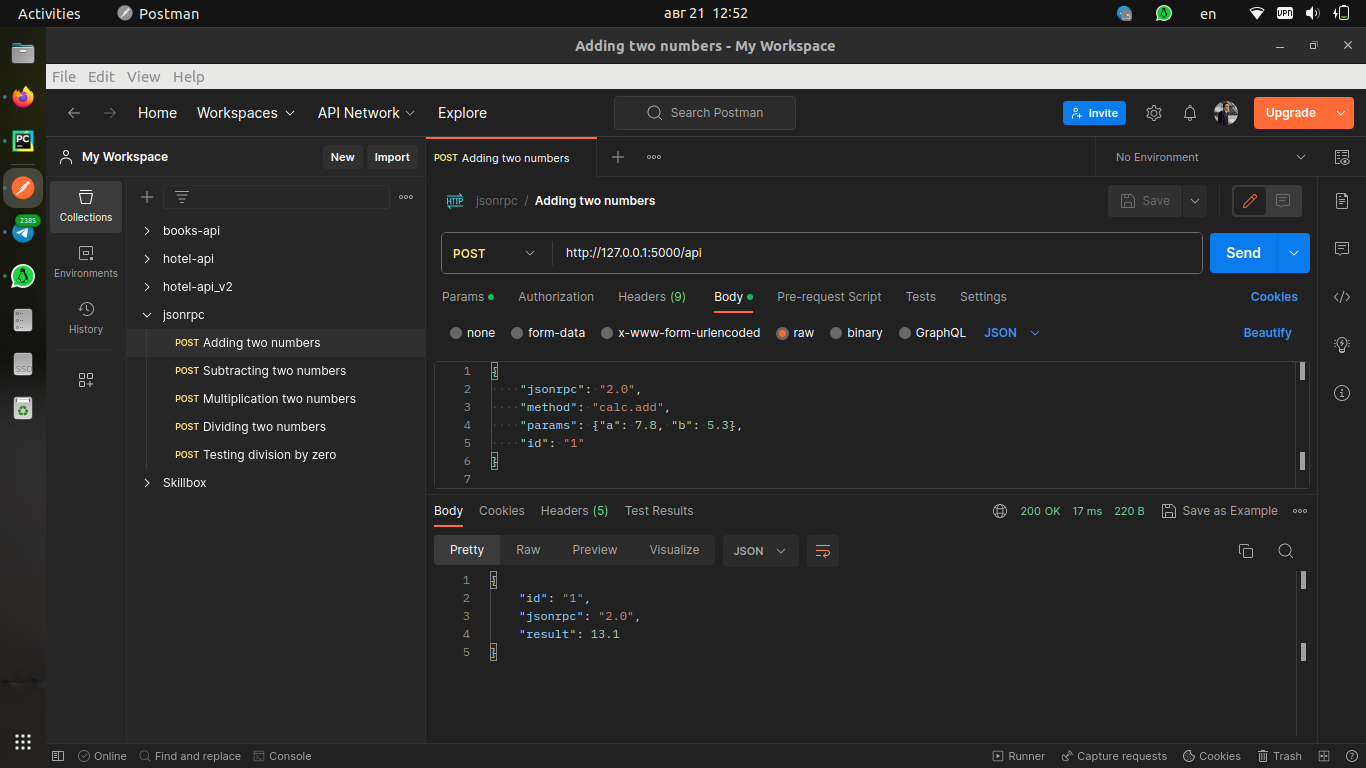 Activities Postman авг 21 12:52 en VPN
Adding two numbers - My Workspace
File Edit View Help
Home Workspaces API Network Explore Search Postman Invite Upgrade
My Workspace New Import POST Adding two numbers No Environment
Collections
jsonrpc / Adding two numbers Save
books-api
hotel-api
hotel-api_v2
jsonrpc
POST Adding two numbers
POST Subtracting two numbers
POST Multiplication two numbers
POST Dividing two numbers
POST Testing division by zero
Skillbox
Environments
History
PC
2385
SSD
POST http://127.0.0.1:5000/api Send
Params Authorization Headers (9) Body Pre-request Script Tests Settings Cookies
none form-data x-www-form-urlencoded raw binary GraphQL JSON Beautify
1 {
2 "jsonrpc": "2.0",
3 "method": "calc.add",
4 "params": {"a": 7.8, "b": 5.3},
5 "id": "1"
6 }
7
Body Cookies Headers (5) Test Results 200 OK 17 ms 220 B Save as Example
Pretty Raw Preview Visualize JSON
1 {
2 "id": "1",
3 "jsonrpc": "2.0",
4 "result": 13.1
5 }
Online Find and replace Console Runner Capture requests Cookies Trash